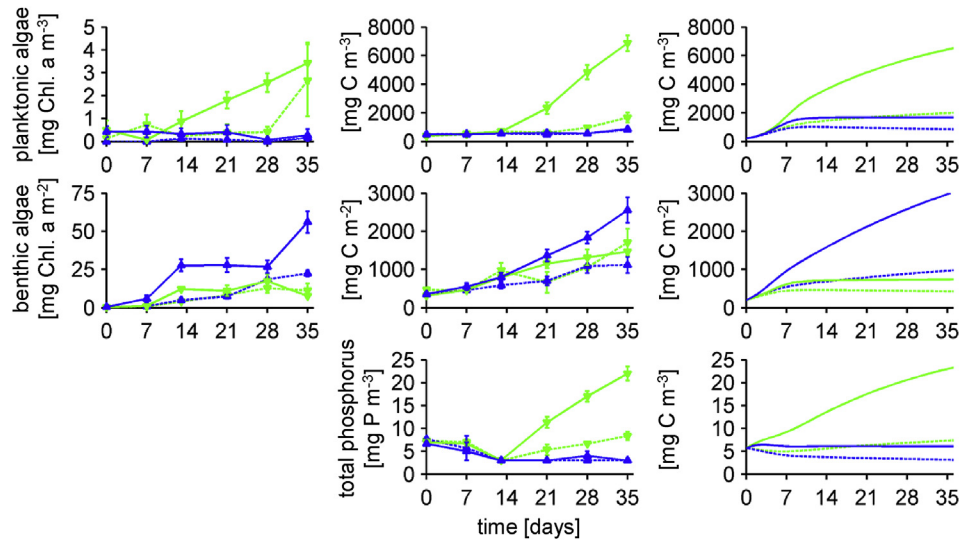 planktonic algae
[mg Chl. a m-3]
5
4
3
2
1
0
0 7 14 21 28 35
[mg C m-3]
8000
6000
4000
2000
0
0 7 14 21 28 35
[mg C m-3]
8000
6000
4000
2000
0
0 7 14 21 28 35
benthic algae
[mg Chl. a m-2]
75
50
25
0
0 7 14 21 28 35
[mg C m-2]
3000
2000
1000
0
0 7 14 21 28 35
[mg C m-2]
3000
2000
1000
0
0 7 14 21 28 35
total phosphorus
[mg P m-3]
25
20
15
10
5
0
0 7 14 21 28 35
[mg C m-3]
25
20
15
10
5
0
0 7 14 21 28 35
time [days]